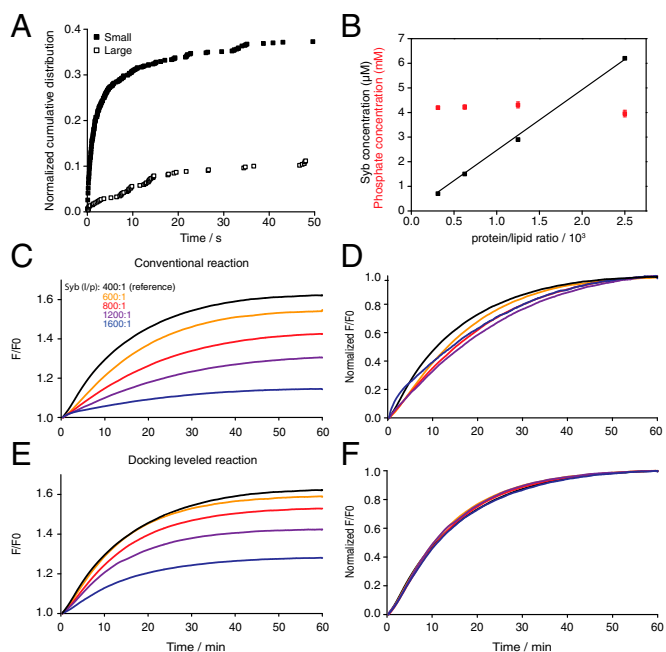 A
Small
Large
Normalized cumulative distribution
0.4
0.3
0.2
0.1
0.0
0 10 20 30 40 50
Time / s
B
Syb concentration (µM)
Phosphate concentration (mM)
7
6
5
4
3
2
1
0
0.0 0.5 1.0 1.5 2.0 2.5
protein/lipid ratio / 10³
C
Conventional reaction
Syb (l/p): 400:1 (reference)
600:1
800:1
1200:1
1600:1
F/F0
1.6
1.4
1.2
1.0
0 10 20 30 40 50 60
D
Normalized F/F0
1.0
0.8
0.6
0.4
0.2
0.0
0 10 20 30 40 50 60
E
Docking leveled reaction
F/F0
1.6
1.4
1.2
1.0
0 10 20 30 40 50 60
Time / min
F
Normalized F/F0
1.0
0.8
0.6
0.4
0.2
0.0
0 10 20 30 40 50 60
Time / min